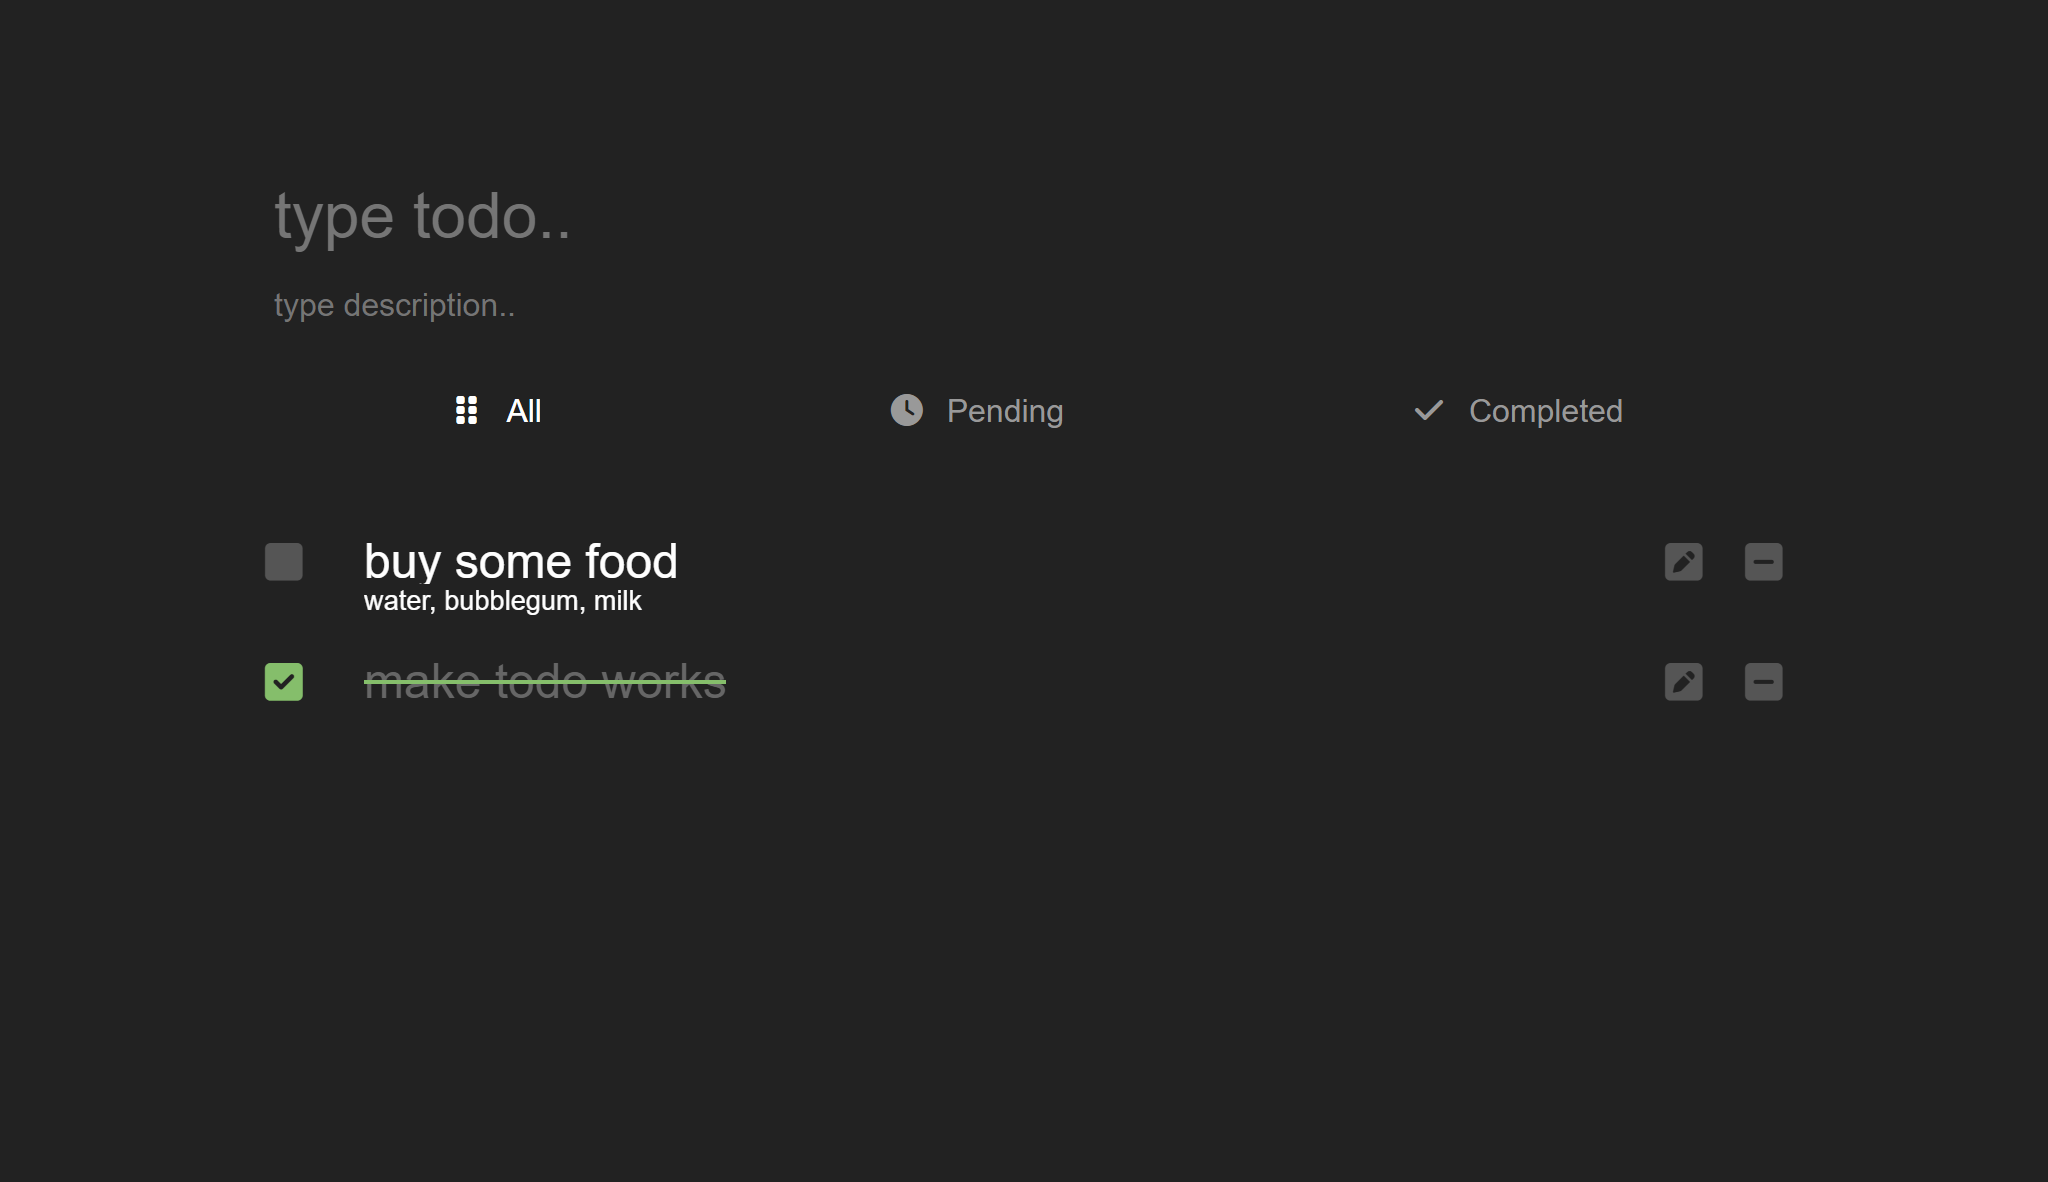 type todo..
type description..
All
Pending
Completed
buy some food
water, bubblegum, milk
make todo works